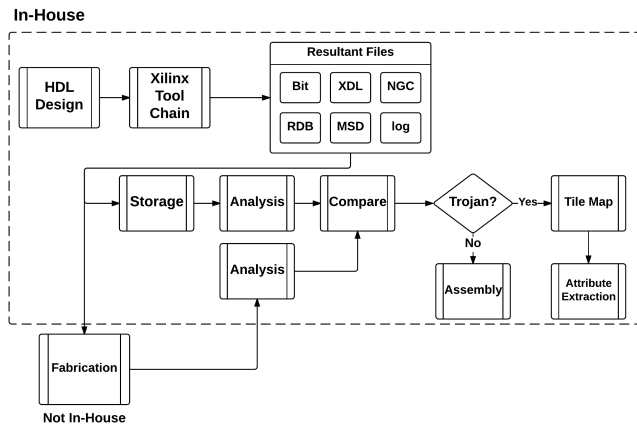 In-House
HDL
Design
Xilinx
Tool
Chain
Resultant Files
Bit
XDL
NGC
RDB
MSD
log
Storage
Analysis
Compare
Trojan?
Yes
Tile Map
No
Analysis
Assembly
Attribute
Extraction
Fabrication
Not In-House